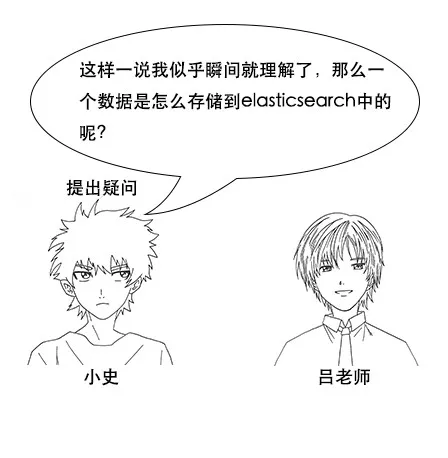 这样一说我似乎瞬间就理解了，那么一
个数据是怎么存储到elasticsearch中的
呢？
提出疑问
小史
吕老师